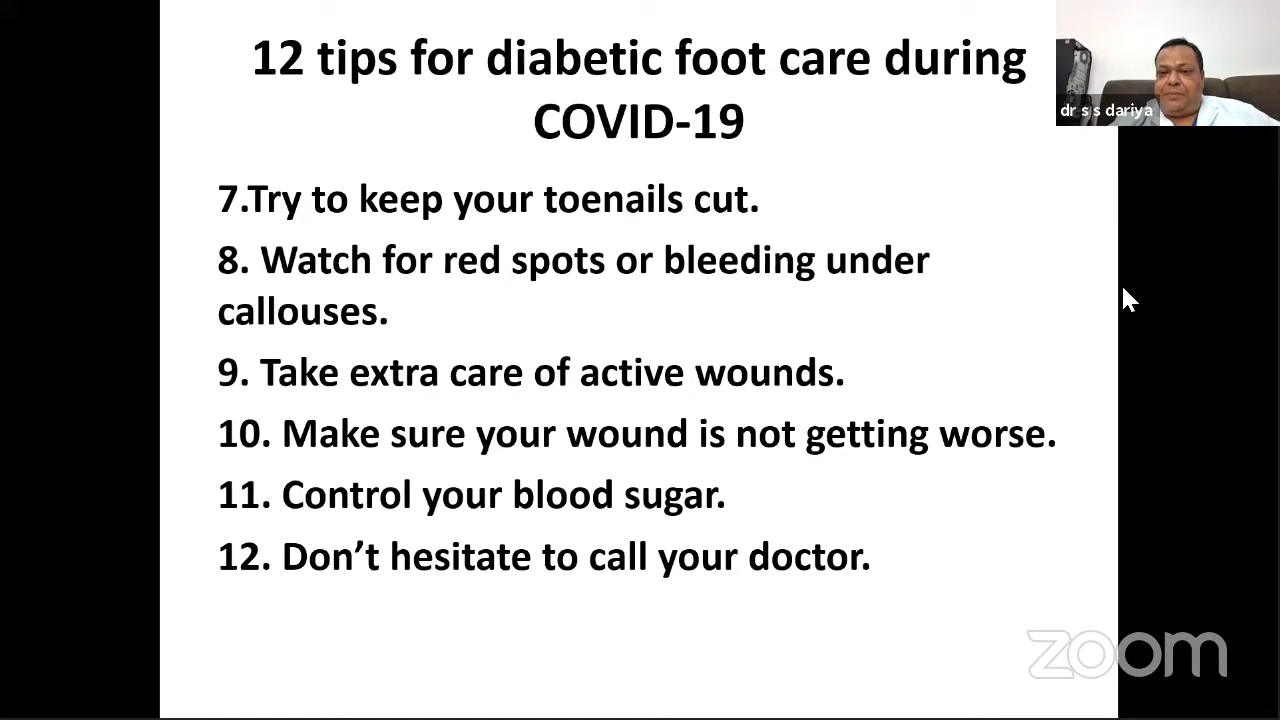 12 tips for diabetic foot care during
COVID-19
dr s s dariya
7.Try to keep your toenails cut.
8. Watch for red spots or bleeding under
callouses.
9. Take extra care of active wounds.
10. Make sure your wound is not getting worse.
11. Control your blood sugar.
12. Don’t hesitate to call your doctor.
zoom